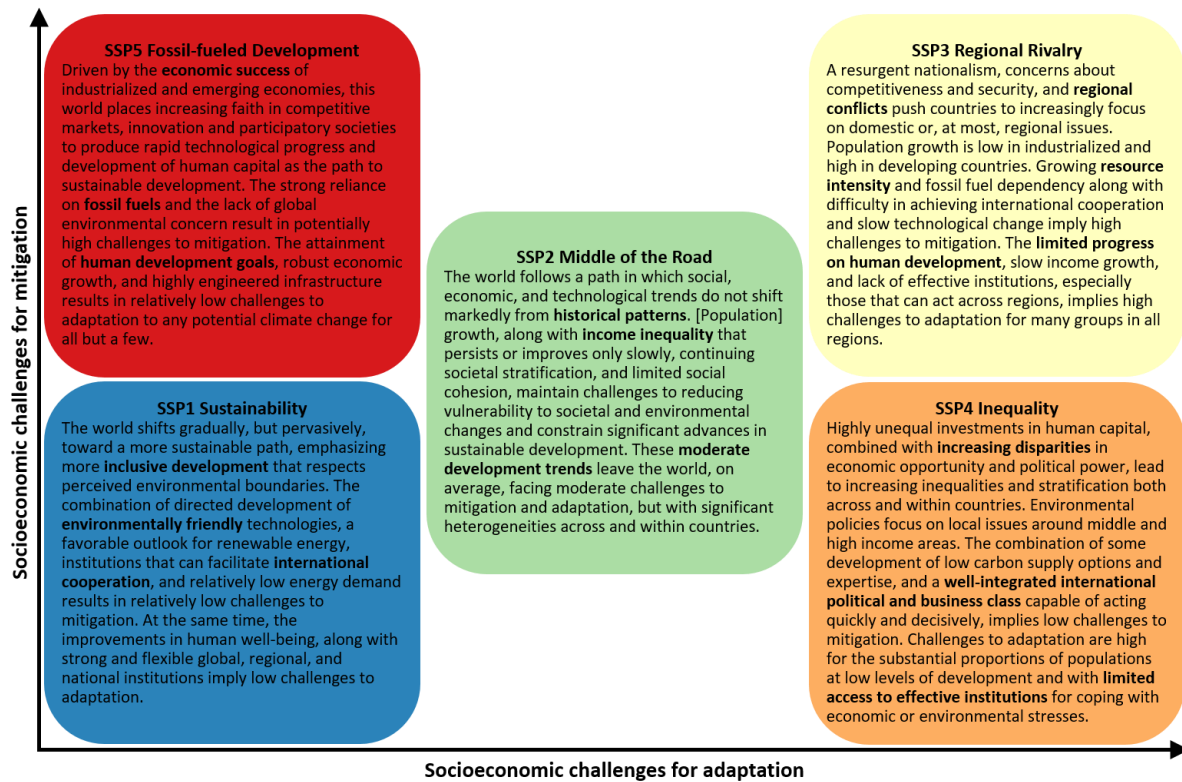 Socioeconomic challenges for mitigation
SSP5 Fossil-fueled Development
Driven by the economic success of
industrialized and emerging economies, this
world places increasing faith in competitive
markets, innovation and participatory societies
to produce rapid technological progress and
development of human capital as the path to
sustainable development. The strong reliance
on fossil fuels and the lack of global
environmental concern result in potentially
high challenges to mitigation. The attainment
of human development goals, robust economic
growth, and highly engineered infrastructure
results in relatively low challenges to
adaptation to any potential climate change for
all but a few.
SSP3 Regional Rivalry
A resurgent nationalism, concerns about
competitiveness and security, and regional
conflicts push countries to increasingly focus
on domestic or, at most, regional issues.
Population growth is low in industrialized and
high in developing countries. Growing resource
intensity and fossil fuel dependency along with
difficulty in achieving international cooperation
and slow technological change imply high
challenges to mitigation. The limited progress
on human development, slow income growth,
and lack of effective institutions, especially
those that can act across regions, implies high
challenges to adaptation for many groups in all
regions.
SSP2 Middle of the Road
The world follows a path in which social,
economic, and technological trends do not shift
markedly from historical patterns. [Population]
growth, along with income inequality that
persists or improves only slowly, continuing
societal stratification, and limited social
cohesion, maintain challenges to reducing
vulnerability to societal and environmental
changes and constrain significant advances in
sustainable development. These moderate
development trends leave the world, on
average, facing moderate challenges to
mitigation and adaptation, but with significant
heterogeneities across and within countries.
SSP1 Sustainability
The world shifts gradually, but pervasively,
toward a more sustainable path, emphasizing
more inclusive development that respects
perceived environmental boundaries. The
combination of directed development of
environmentally friendly technologies, a
favorable outlook for renewable energy,
institutions that can facilitate international
cooperation, and relatively low energy demand
results in relatively low challenges to
mitigation. At the same time, the
improvements in human well-being, along with
strong and flexible global, regional, and
national institutions imply low challenges to
adaptation.
SSP4 Inequality
Highly unequal investments in human capital,
combined with increasing disparities in
economic opportunity and political power, lead
to increasing inequalities and stratification both
across and within countries. Environmental
policies focus on local issues around middle and
high income areas. The combination of some
development of low carbon supply options and
expertise, and a well-integrated international
political and business class capable of acting
quickly and decisively, implies low challenges to
mitigation. Challenges to adaptation are high
for the substantial proportions of populations
at low levels of development and with limited
access to effective institutions for coping with
economic or environmental stresses.
Socioeconomic challenges for adaptation